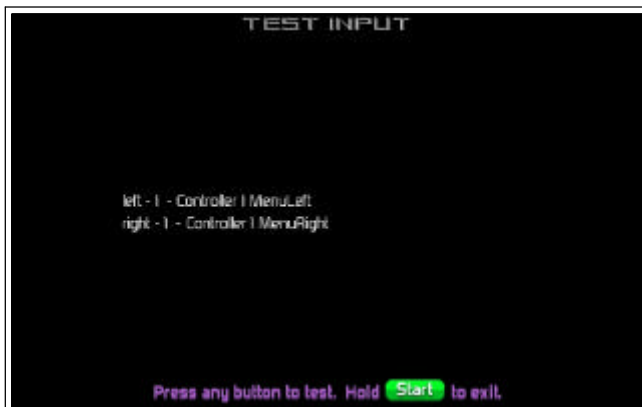 TEST INPUT
left - 1 - Controller 1 MenuLeft
right - 1 - Controller 1 MenuRight
Press any button to test. Hold Start to exit.